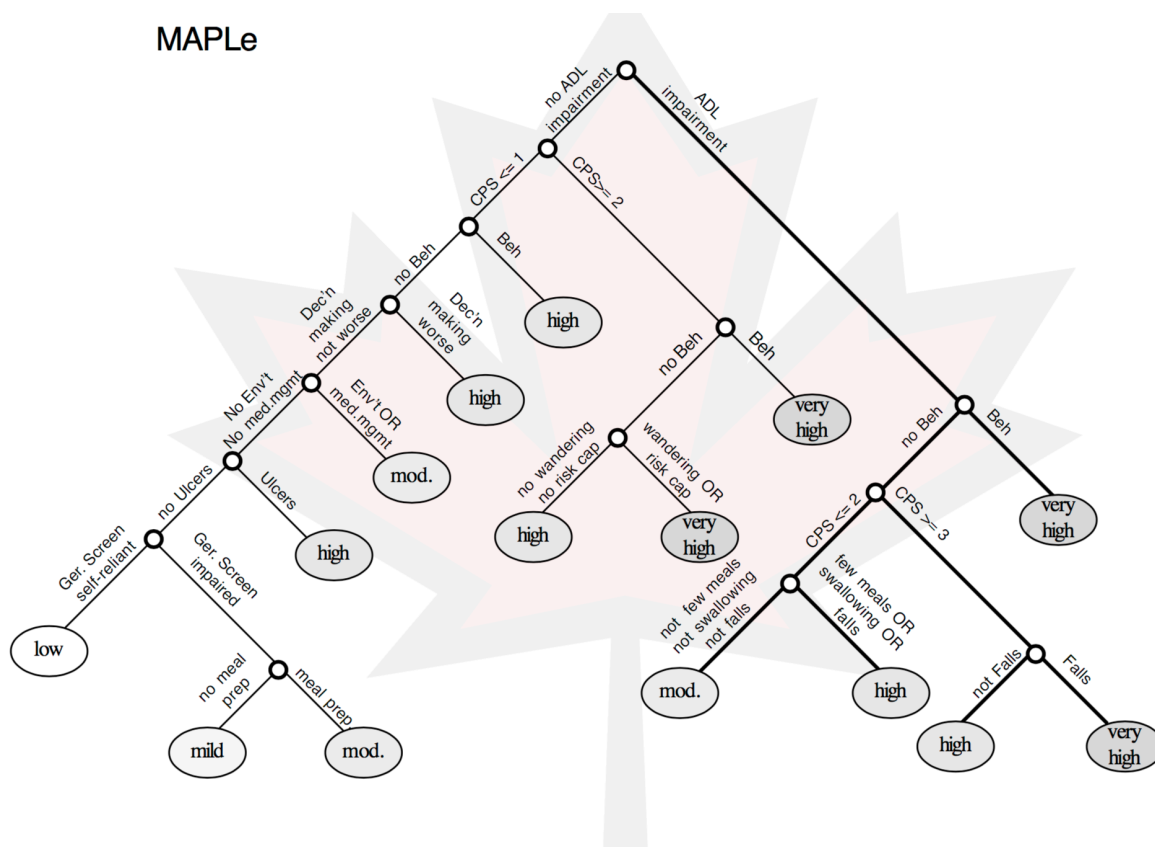 MAPLe
no ADL
impairment
ADL
impairment
CPS <= 1
CPS>= 2
no Beh
Beh
high
Dec'n
making
not worse
Dec'n
making
worse
high
no Beh
Beh
very
high
No Env't
No med.mgmt
Env't OR
med.mgmt
mod.
no wandering
no risk cap
wandering OR
risk cap
high
very
high
no Beh
Beh
very
high
no Ulcers
Ulcers
high
CPS <= 2
CPS >= 3
Ger. Screen
self-reliant
Ger. Screen
impaired
low
not few meals
not swallowing
not falls
few meals OR
swallowing OR
falls
mod.
high
no meal
prep
meal prep
mild
mod.
not Falls
Falls
high
very
high